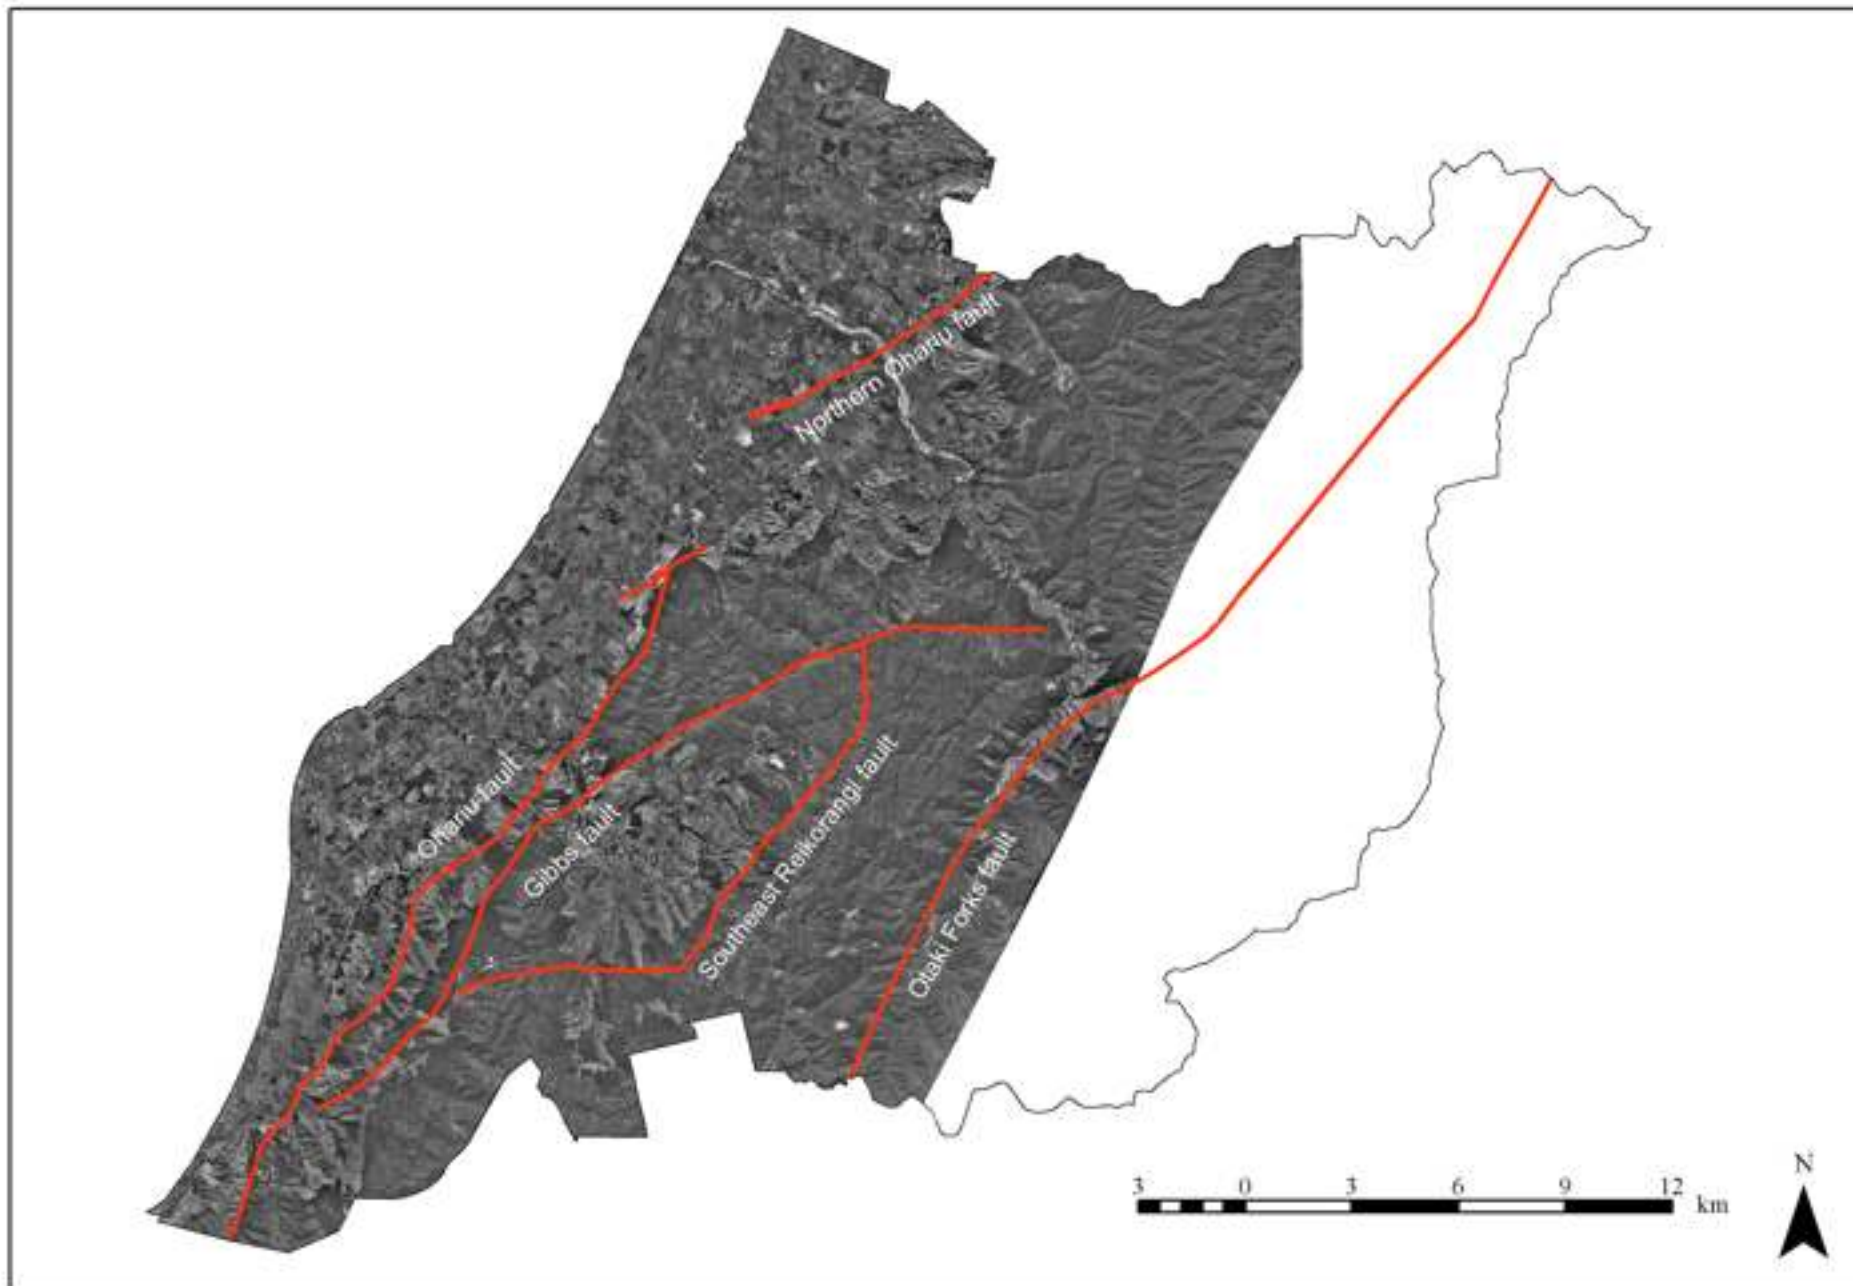 Northern Ohariu fault
Ohariu fault
Gibbs fault
Southeast Reikorangi fault
Otaki Forks fault
3 0 3 6 9 12
km
N